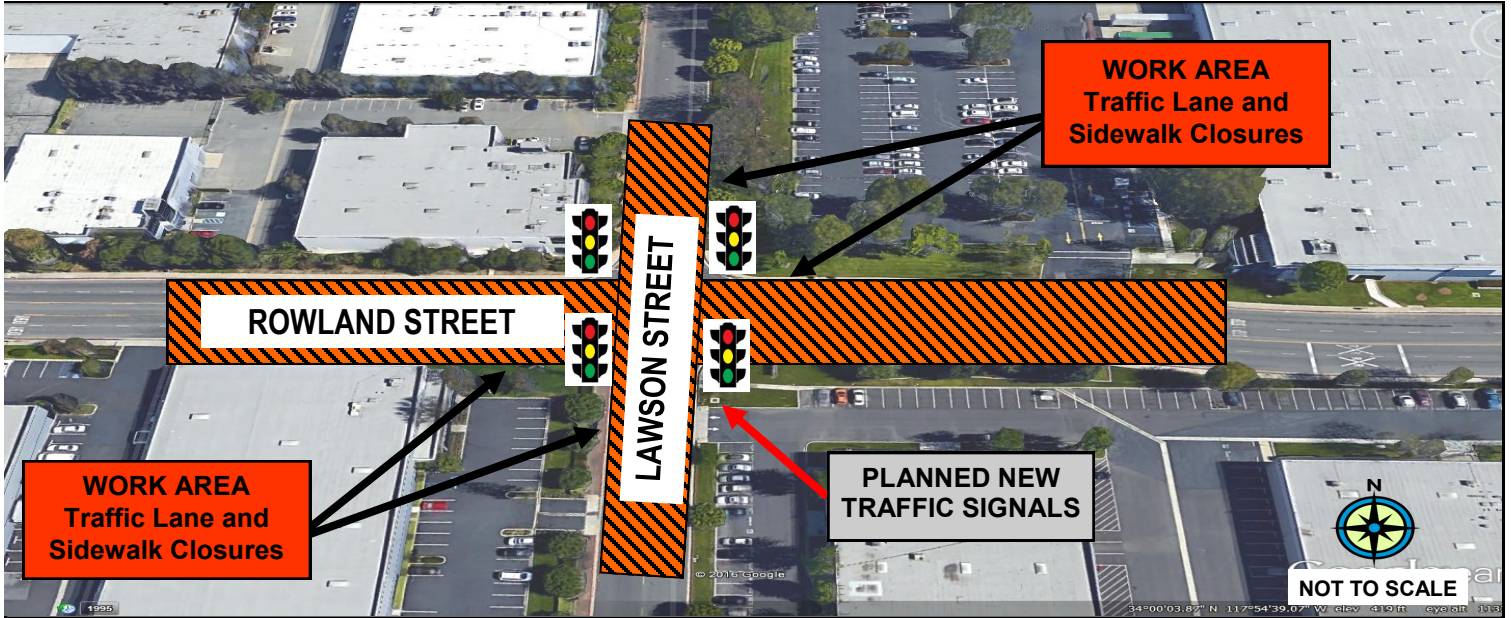 WORK AREA
Traffic Lane and
Sidewalk Closures
ROWLAND STREET
LAWSON STREET
WORK AREA
Traffic Lane and
Sidewalk Closures
PLANNED NEW
TRAFFIC SIGNALS
N
NOT TO SCALE
© 2016 Google
1995
34°00'03.87" N 117°54'39.07" W elev 419 ft eye alt